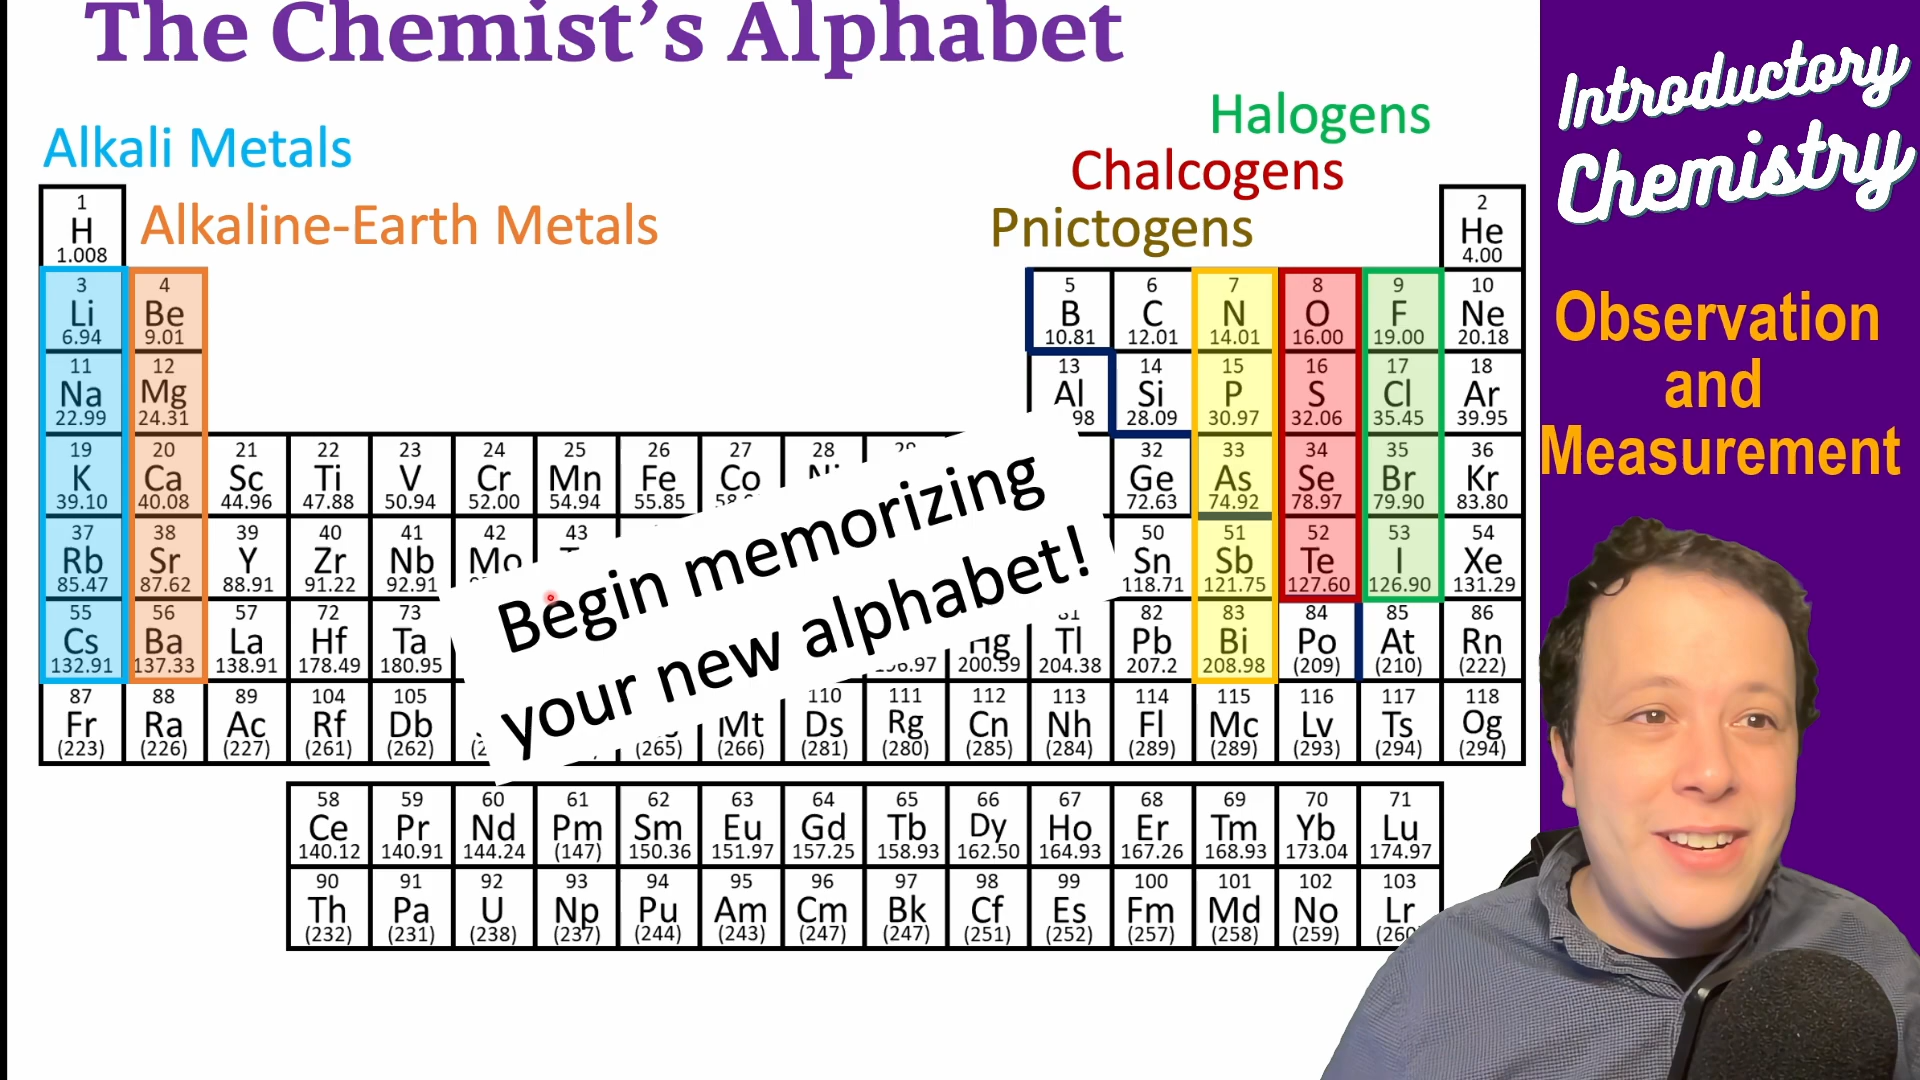 The Chemist's Alphabet
Halogens
Alkali Metals
Chalcogens
Alkaline-Earth Metals
Pnictogens
1 2
H He
1.008 4.00
3 4 5 6 7 8 9 10
Li Be B C N O F Ne
6.94 9.01 10.81 12.01 14.01 16.00 19.00 20.18
11 12 13 14 15 16 17 18
Na Mg Al Si P S Cl Ar
22.99 24.31 98 28.09 30.97 32.06 35.45 39.95
19 20 21 22 23 24 25 26 27 28 32 33 34 35 36
K Ca Sc Ti V Cr Mn Fe Co Ge As Se Br Kr
39.10 40.08 44.96 47.88 50.94 52.00 54.94 55.85 72.63 74.92 78.97 79.90 83.80
37 38 39 40 41 42 43 50 51 52 53 54
Rb Sr Y Zr Nb Mo Sn Sb Te I Xe
85.47 87.62 88.91 91.22 92.91 118.71 121.75 127.60 126.90 131.29
55 56 57 72 73 81 82 83 84 85 86
Cs Ba La Hf Ta Hg Tl Pb Bi Po At Rn
132.91 137.33 138.91 178.49 180.95 200.59 204.38 207.2 208.98 (209) (210) (222)
87 88 89 104 105 110 111 112 113 114 115 116 117 118
Fr Ra Ac Rf Db Mt Ds Rg Cn Nh Fl Mc Lv Ts Og
(223) (226) (227) (261) (262) (265) (266) (281) (280) (285) (284) (289) (289) (293) (294) (294)
Begin memorizing
your new alphabet!
58 59 60 61 62 63 64 65 66 67 68 69 70 71
Ce Pr Nd Pm Sm Eu Gd Tb Dy Ho Er Tm Yb Lu
140.12 140.91 144.24 (147) 150.36 151.97 157.25 158.93 162.50 164.93 167.26 168.93 173.04 174.97
90 91 92 93 94 95 96 97 98 99 100 101 102 103
Th Pa U Np Pu Am Cm Bk Cf Es Fm Md No Lr
(232) (231) (238) (237) (244) (243) (247) (247) (251) (252) (257) (258) (259) (260
Introductory
Chemistry
Observation
and
Measurement